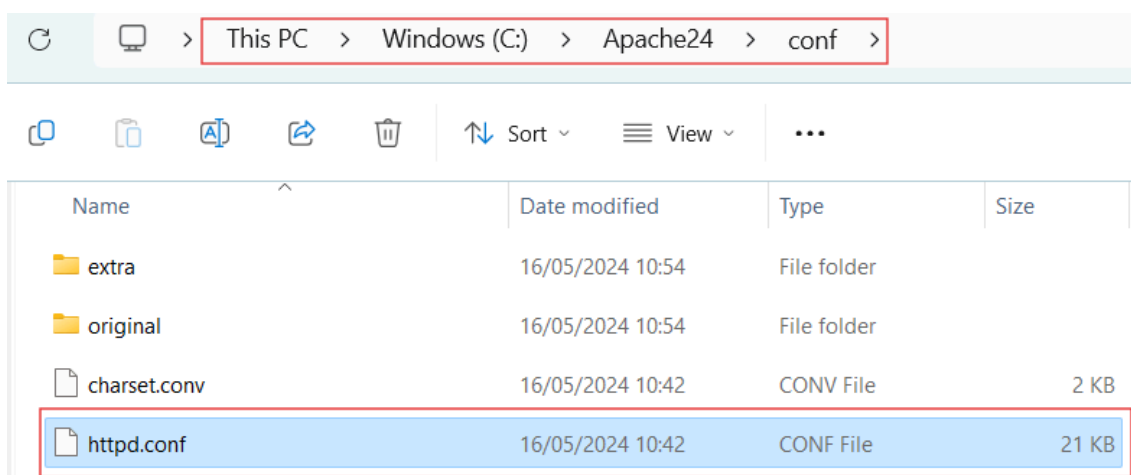 This PC > Windows (C:) > Apache24 > conf >
Sort View
Name Date modified Type Size
extra 16/05/2024 10:54 File folder
original 16/05/2024 10:54 File folder
charset.conv 16/05/2024 10:42 CONV File 2 KB
httpd.conf 16/05/2024 10:42 CONF File 21 KB